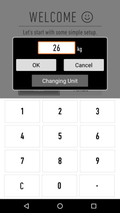 WELCOME
Let's start with some simple setup
26 kg
OK Cancel
Changing Unit
1 2 3
4 5 6
7 8 9
C 0 .